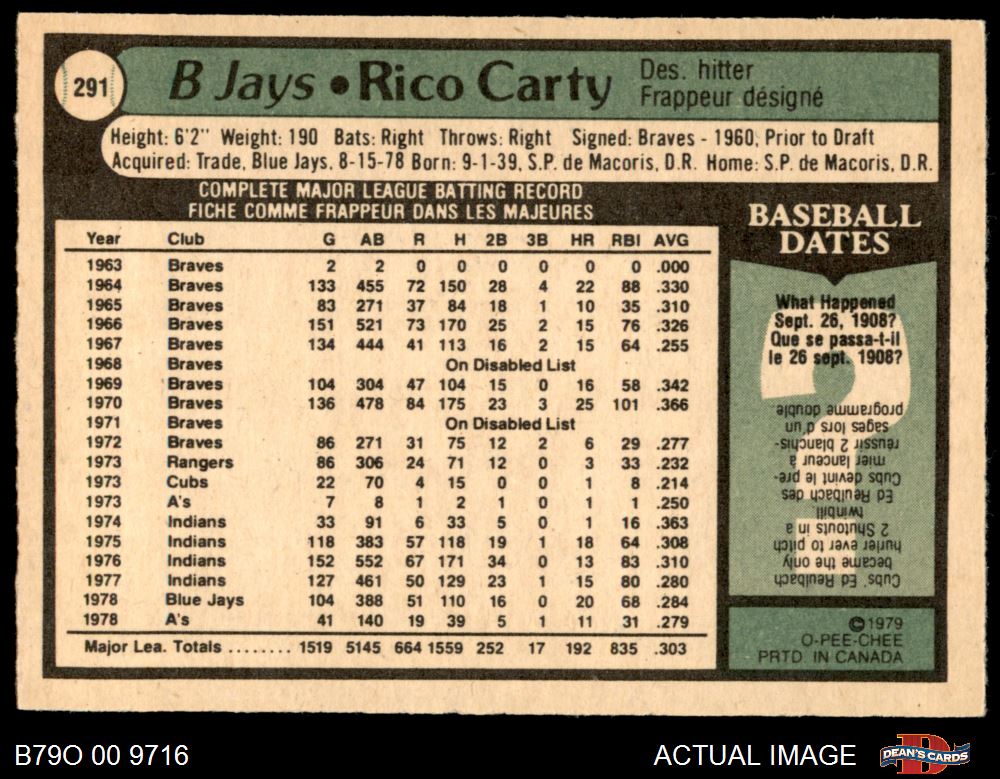 291
B Jays • Rico Carty
Des. hitter
Frappeur désigné
Height: 6'2" Weight: 190 Bats: Right Throws: Right Signed: Braves - 1960, Prior to Draft
Acquired: Trade, Blue Jays, 8-15-78 Born: 9-1-39, S.P. de Macoris, D.R. Home: S.P. de Macoris, D.R.
COMPLETE MAJOR LEAGUE BATTING RECORD
FICHE COMME FRAPPEUR DANS LES MAJEURES
Year Club G AB R H 2B 3B HR RBI AVG
1963 Braves 2 2 0 0 0 0 0 0 .000
1964 Braves 133 455 72 150 28 4 22 88 .330
1965 Braves 83 271 37 84 18 1 10 35 .310
1966 Braves 151 521 73 170 25 2 15 76 .326
1967 Braves 134 444 41 113 16 2 15 64 .255
1968 Braves On Disabled List
1969 Braves 104 304 47 104 15 0 16 58 .342
1970 Braves 136 478 84 175 23 3 25 101 .366
1971 Braves On Disabled List
1972 Braves 86 271 31 75 12 2 6 29 .277
1973 Rangers 86 306 24 71 12 0 3 33 .232
1973 Cubs 22 70 4 15 0 0 1 8 .214
1973 A's 7 8 1 2 1 0 1 1 .250
1974 Indians 33 91 6 33 5 0 1 16 .363
1975 Indians 118 383 57 118 19 1 18 64 .308
1976 Indians 152 552 67 171 34 0 13 83 .310
1977 Indians 127 461 50 129 23 1 15 80 .280
1978 Blue Jays 104 388 51 110 16 0 20 68 .284
1978 A's 41 140 19 39 5 1 11 31 .279
Major Lea. Totals ........ 1519 5145 664 1559 252 17 192 835 .303
BASEBALL
DATES
What Happened
Sept. 26, 1908?
Que se passa-t-il
le 26 sept. 1908?
Cubs' Ed Reulbach
became the only
hurler ever to pitch
2 Shutouts in a
twinbill.
Ed Reulbach des
Cubs devint le pre-
mier lanceur à
réussir 2 blanchis-
sages lors d'un
programme double
©1979
O-PEE-CHEE
PRTD. IN CANADA
B79O 00 9716
ACTUAL IMAGE
DEAN'S CARDS